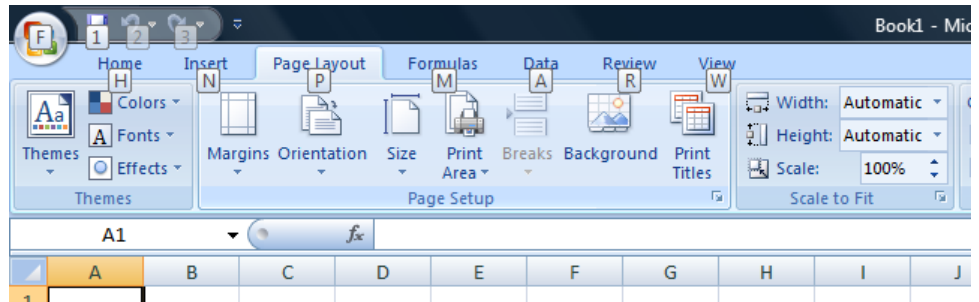 Book1 - Mic
F 1 2 3
Home Insert Page Layout Formulas Data Review View
H N P M A R W
Aa Colors Width: Automatic
A Fonts Height: Automatic
Themes Effects Margins Orientation Size Print Area Breaks Background Print Titles Scale: 100%
Themes Page Setup Scale to Fit
A1 fx
A B C D E F G H I J
1